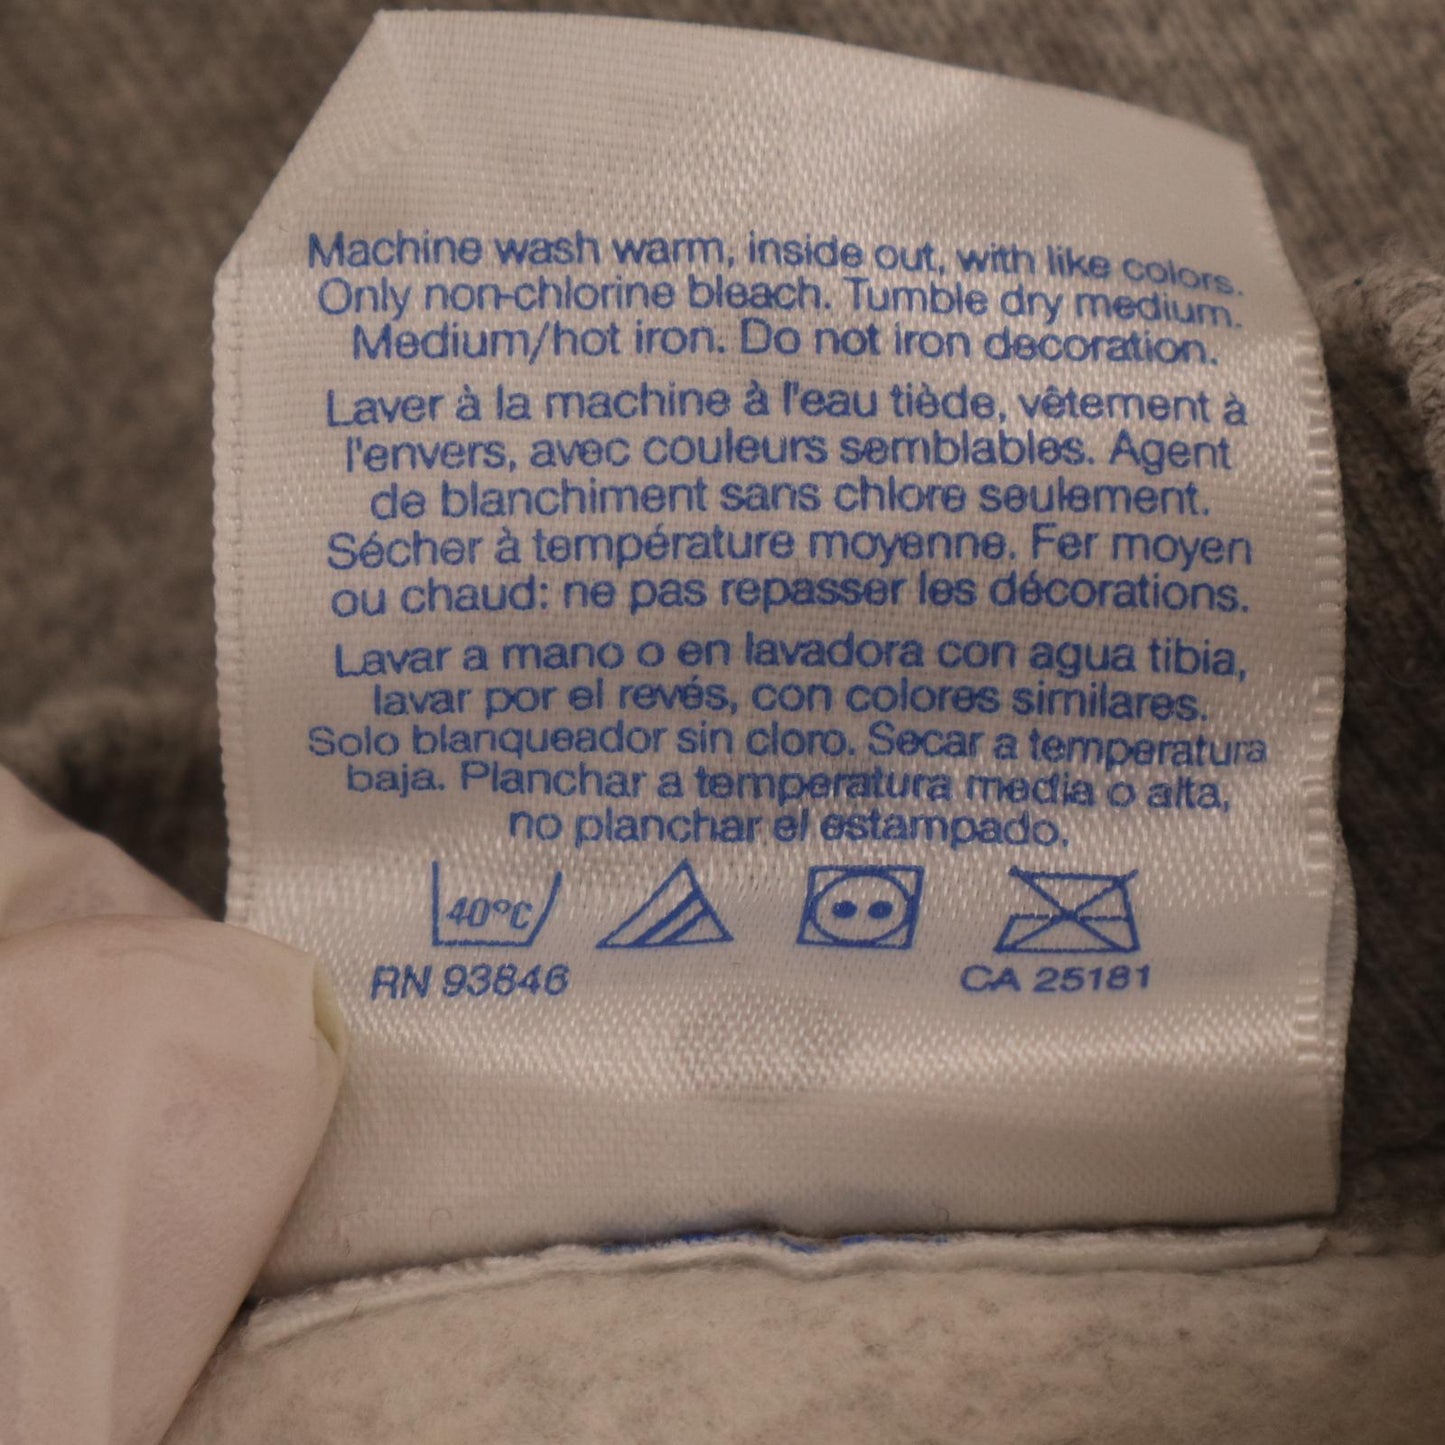 Machine wash warm, inside out, with like colors.
Only non-chlorine bleach. Tumble dry medium.
Medium/hot iron. Do not iron decoration.
Laver à la machine à l'eau tiède, vêtement à
l'envers, avec couleurs semblables. Agent
de blanchiment sans chlore seulement.
Sécher à température moyenne. Fer moyen
ou chaud: ne pas repasser les décorations.
Lavar a mano o en lavadora con agua tibia,
lavar por el revés, con colores similares.
Solo blanqueador sin cloro. Secar a temperatura
baja. Planchar a temperatura media o alta,
no planchar el estampado.
40°C
RN 93846 CA 25181